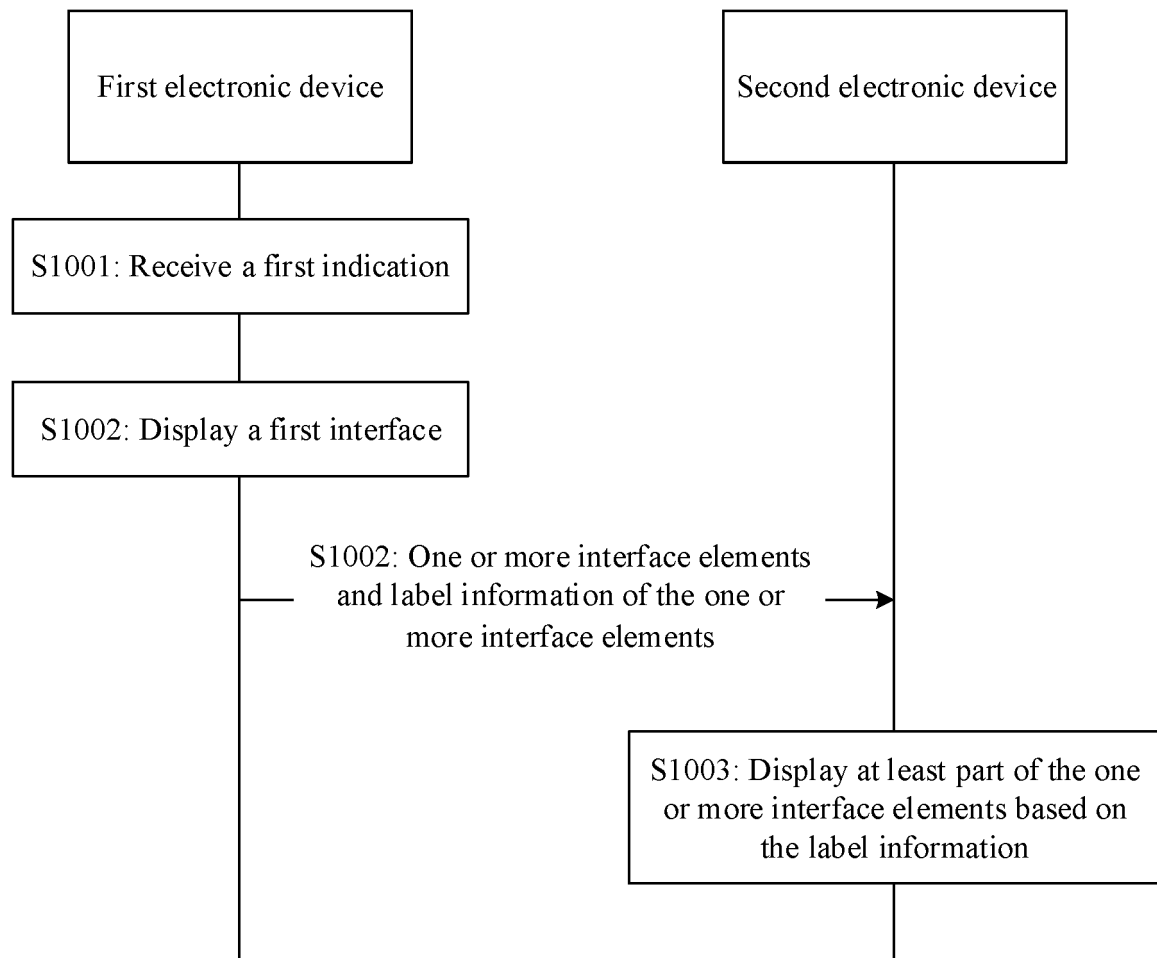 First electronic device
Second electronic device
S1001: Receive a first indication
S1002: Display a first interface
S1002: One or more interface elements
and label information of the one or
more interface elements
S1003: Display at least part of the one
or more interface elements based on
the label information